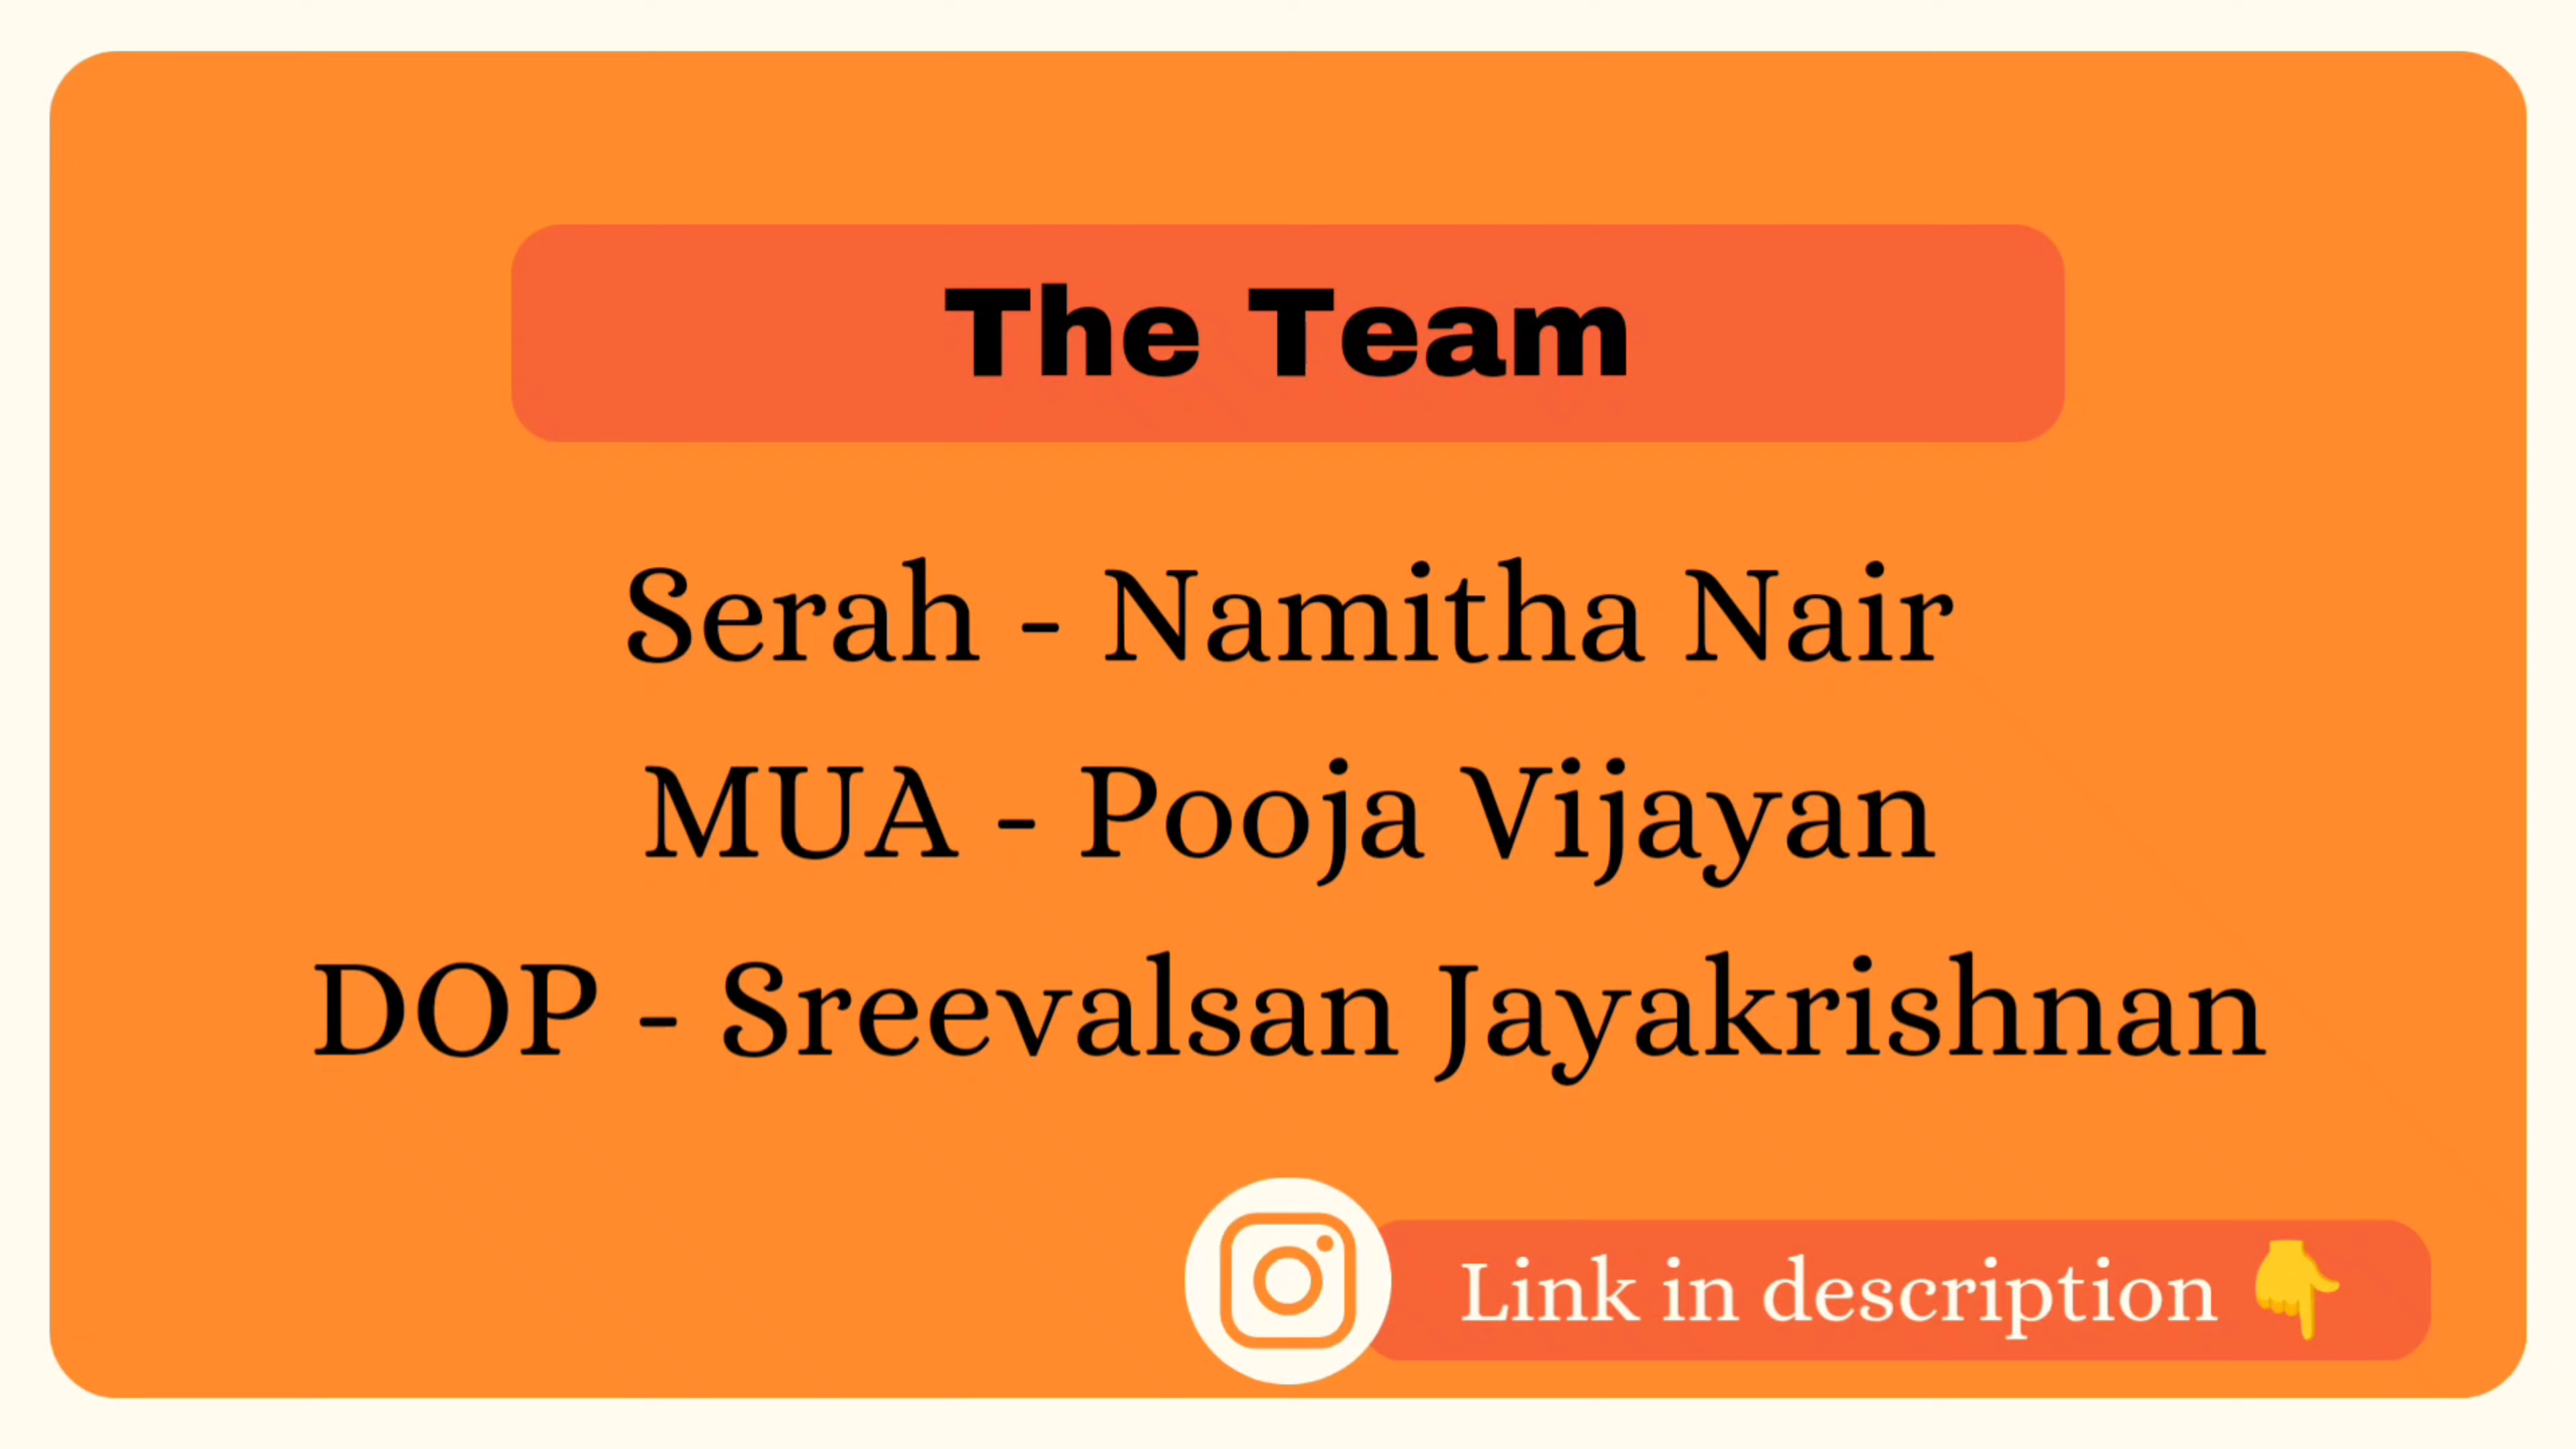 The Team
Serah - Namitha Nair
MUA - Pooja Vijayan
DOP - Sreevalsan Jayakrishnan
Link in description 👇